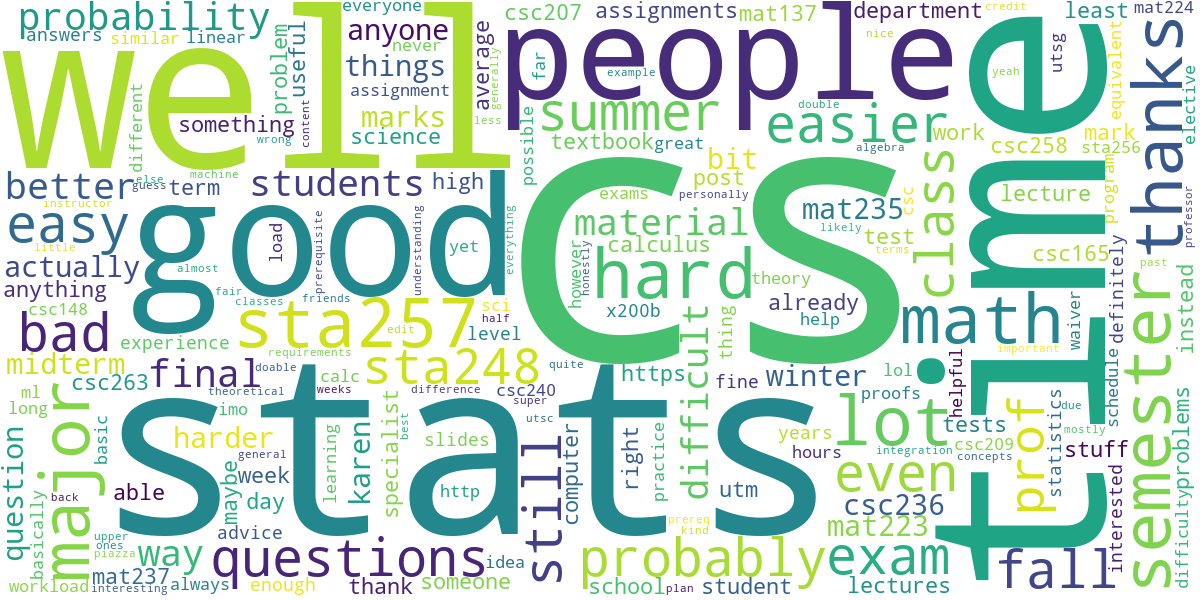 probability
well
everyone
csc207
assignments
mat137
department
credit
least
mat224
answers
similar
linear
anyone
never
people
nice
things
average
far
example
yeah
utsg
thanks
equivalent
elective
useful
problem
assignment
generally
something
marks
less
summer
double
easier
work
mark
different
content
wrong
science
possible
textbook
great
algebra
csc258
sta256
time
machine
else
better
guess
term
students
high
exams
bit
post
personally
cs
class
lecture
program
instructor
good
load
prerequisite
understanding
yet
everything
material
mat235
csc
likely
test
terms
professor
easy
little
calculus
however
honestly
hard
theory
csc165
past
actually
almost
anything
fair
classes
friends
sta257
sci
half
x200b
already
help
math
waiver
definitely
instead
csc148
bad
experience
edit
level
difficult
thing
semester
midterm
requirements
final
doable
sta248
quite
https
fine
winter
lol
important
helpful
schedule
csc263
theoretical
weeks
calc
difference
csc240
super
proofs
ml
long
major
stats
imo
utsc
lot
tests
due
harder
general
specialist
slides
best
years
integration
csc209
mostly
statistics
question
basic
week
karen
still
computer
right
practice
hours
prof
concepts
stuff
problems
able
maybe
day
learning
http
utm
even
csc236
interested
difficulty
basically
back
upper
ones
piazza
way
advice
prereq
kind
mat223
questions
idea
probably
exam
fall
workload
mat237
interesting
always
enough
thank
someone
school
plan
student
lectures